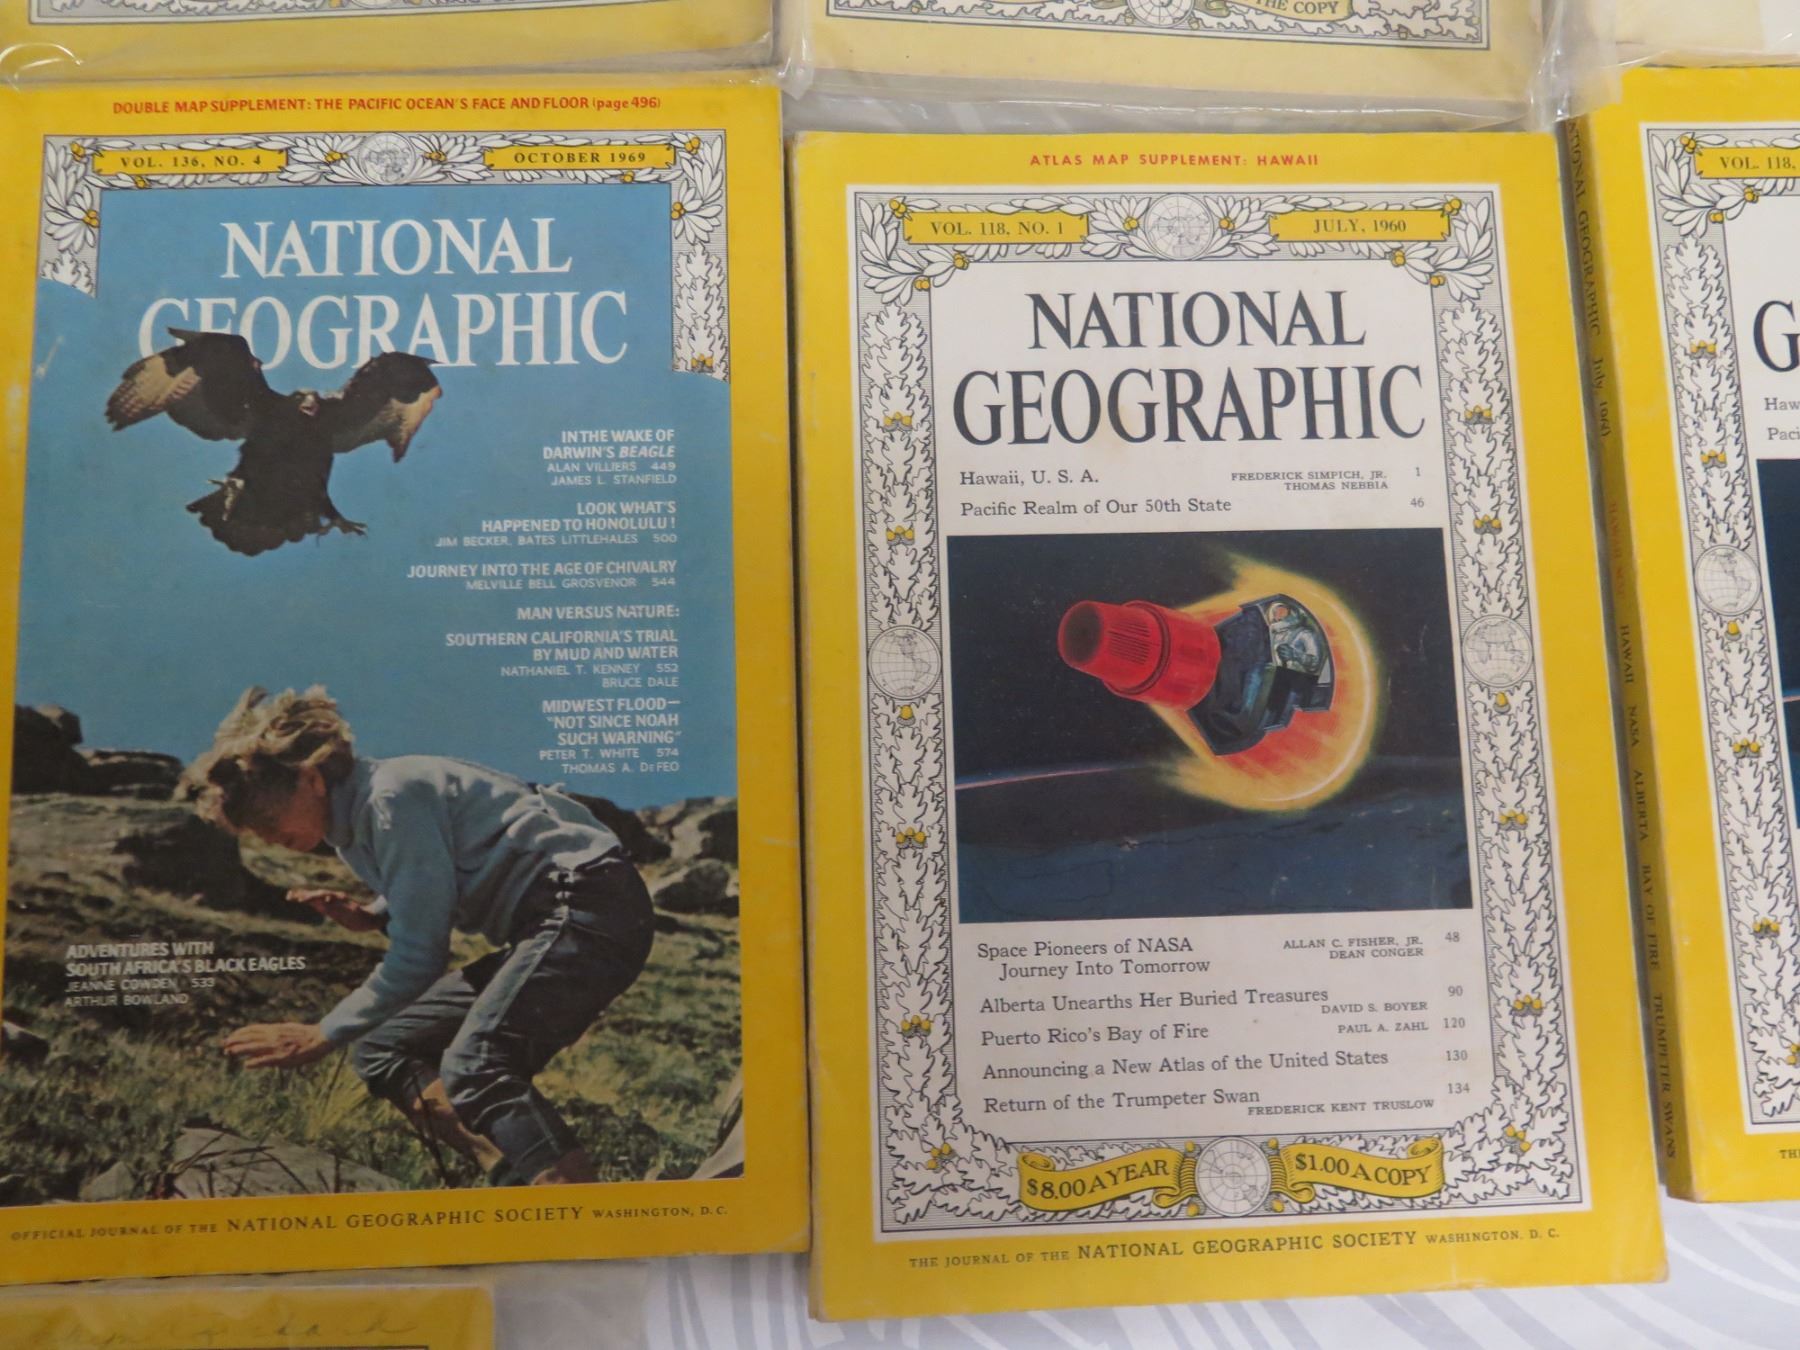 THE COPY
DOUBLE MAP SUPPLEMENT: THE PACIFIC OCEAN'S FACE AND FLOOR (page 496)
VOL. 136, NO. 4
OCTOBER 1969
NATIONAL
GEOGRAPHIC
IN THE WAKE OF
DARWIN'S BEAGLE
ALAN VILLIERS 449
JAMES L. STANFIELD
LOOK WHAT'S
HAPPENED TO HONOLULU!
JIM BECKER, BATES LITTLEHALES 500
JOURNEY INTO THE AGE OF CHIVALRY
MELVILLE BELL GROSVENOR 544
MAN VERSUS NATURE:
SOUTHERN CALIFORNIA'S TRIAL
BY MUD AND WATER
NATHANIEL T. KENNEY 552
BRUCE DALE
MIDWEST FLOOD—
"NOT SINCE NOAH
SUCH WARNING"
PETER T. WHITE 574
THOMAS A. DeFEO
ADVENTURES WITH
SOUTH AFRICA'S BLACK EAGLES
JEANNE COWDEN 533
ARTHUR BOWLAND
OFFICIAL JOURNAL OF THE NATIONAL GEOGRAPHIC SOCIETY WASHINGTON, D.C.
ATLAS MAP SUPPLEMENT: HAWAII
VOL. 118, NO. 1
JULY, 1960
NATIONAL
GEOGRAPHIC
Hawaii, U. S. A. FREDERICK SIMPICH, JR. 1
THOMAS NEBBIA
Pacific Realm of Our 50th State 46
Space Pioneers of NASA ALLAN C. FISHER, JR. 48
Journey Into Tomorrow DEAN CONGER
Alberta Unearths Her Buried Treasures 90
DAVID S. BOYER
Puerto Rico's Bay of Fire PAUL A. ZAHL 120
Announcing a New Atlas of the United States 130
Return of the Trumpeter Swan 134
FREDERICK KENT TRUSLOW
$8.00 A YEAR
$1.00 A COPY
THE JOURNAL OF THE NATIONAL GEOGRAPHIC SOCIETY WASHINGTON, D. C.
NATIONAL GEOGRAPHIC July, 1960 HAWAII NASA ALBERTA BAY OF FIRE TRUMPETER SWANS
VOL. 118,
G
Haw
Paci
TH